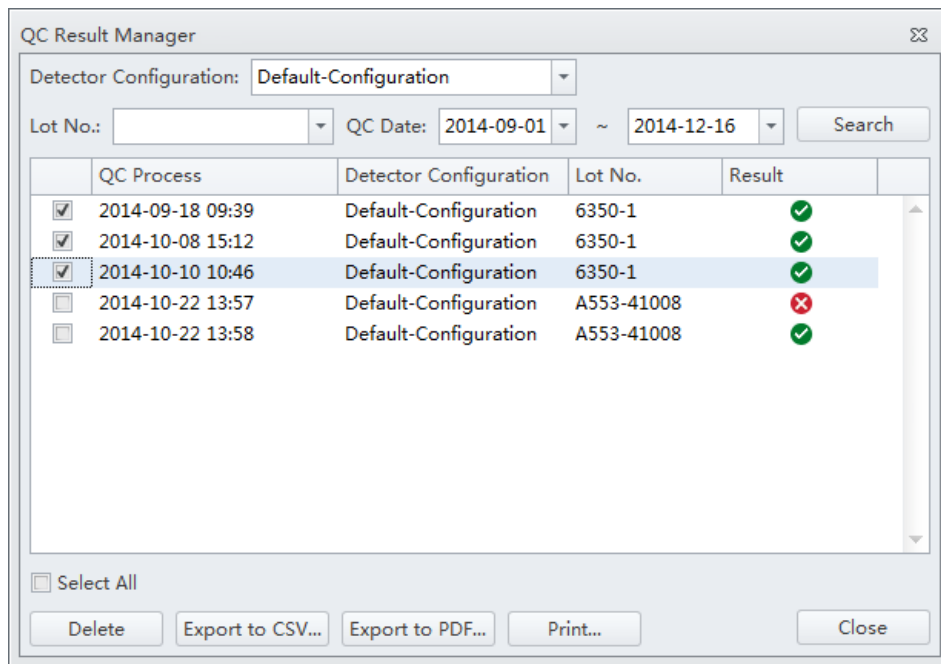 QC Result Manager
Detector Configuration: Default-Configuration
Lot No.: QC Date: 2014-09-01 ~ 2014-12-16 Search
QC Process Detector Configuration Lot No. Result
2014-09-18 09:39 Default-Configuration 6350-1
2014-10-08 15:12 Default-Configuration 6350-1
2014-10-10 10:46 Default-Configuration 6350-1
2014-10-22 13:57 Default-Configuration A553-41008
2014-10-22 13:58 Default-Configuration A553-41008
Select All
Delete Export to CSV... Export to PDF... Print... Close